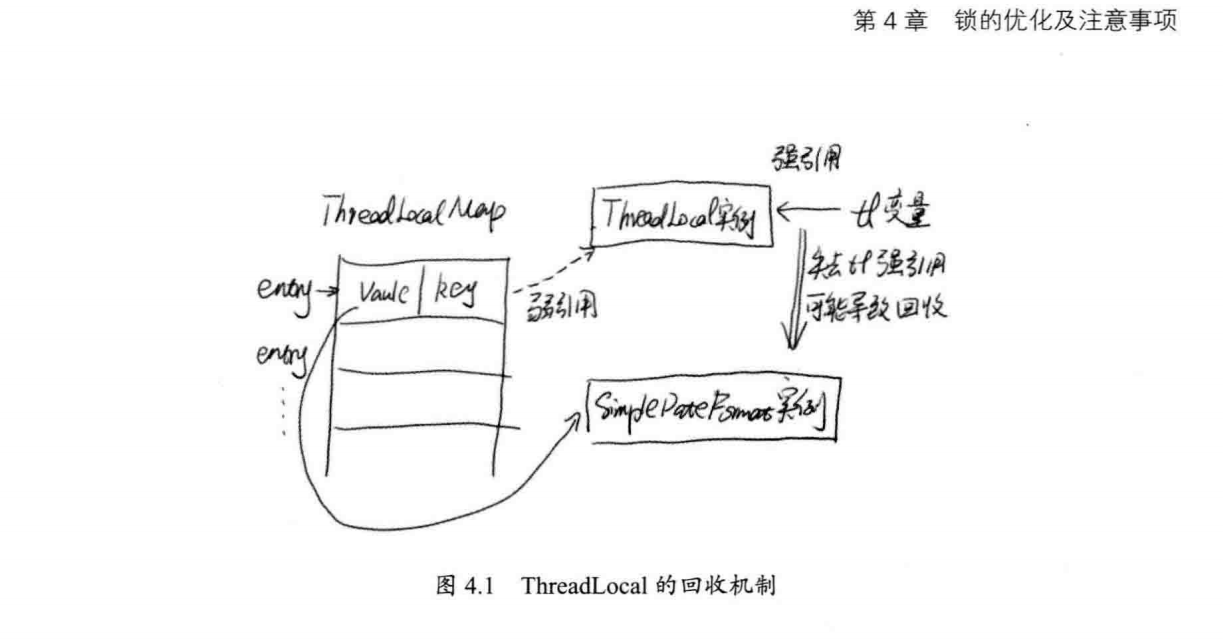 第 4 章 锁的优化及注意事项
强引用
ThreadLocalMap
ThreadLocal实例
tl变量
entry
Vaule
key
弱引用
失去tl强引用
可能导致回收
entry
SimpleDateFormat实例
图 4.1 ThreadLocal 的回收机制